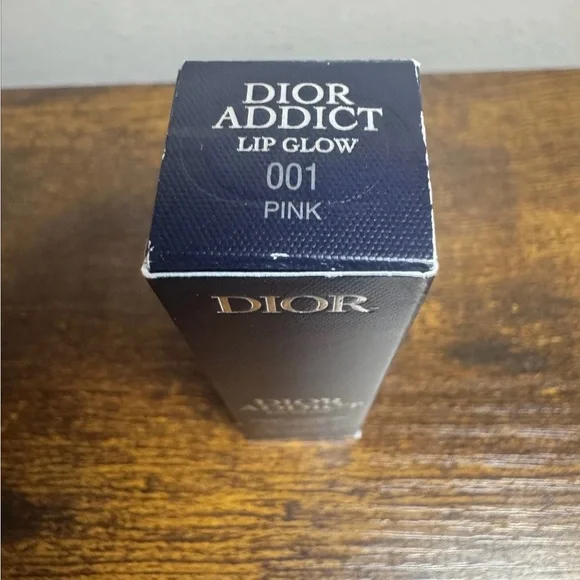 DIOR
ADDICT
LIP GLOW
001
PINK
DIOR
DIOR
ADDICT